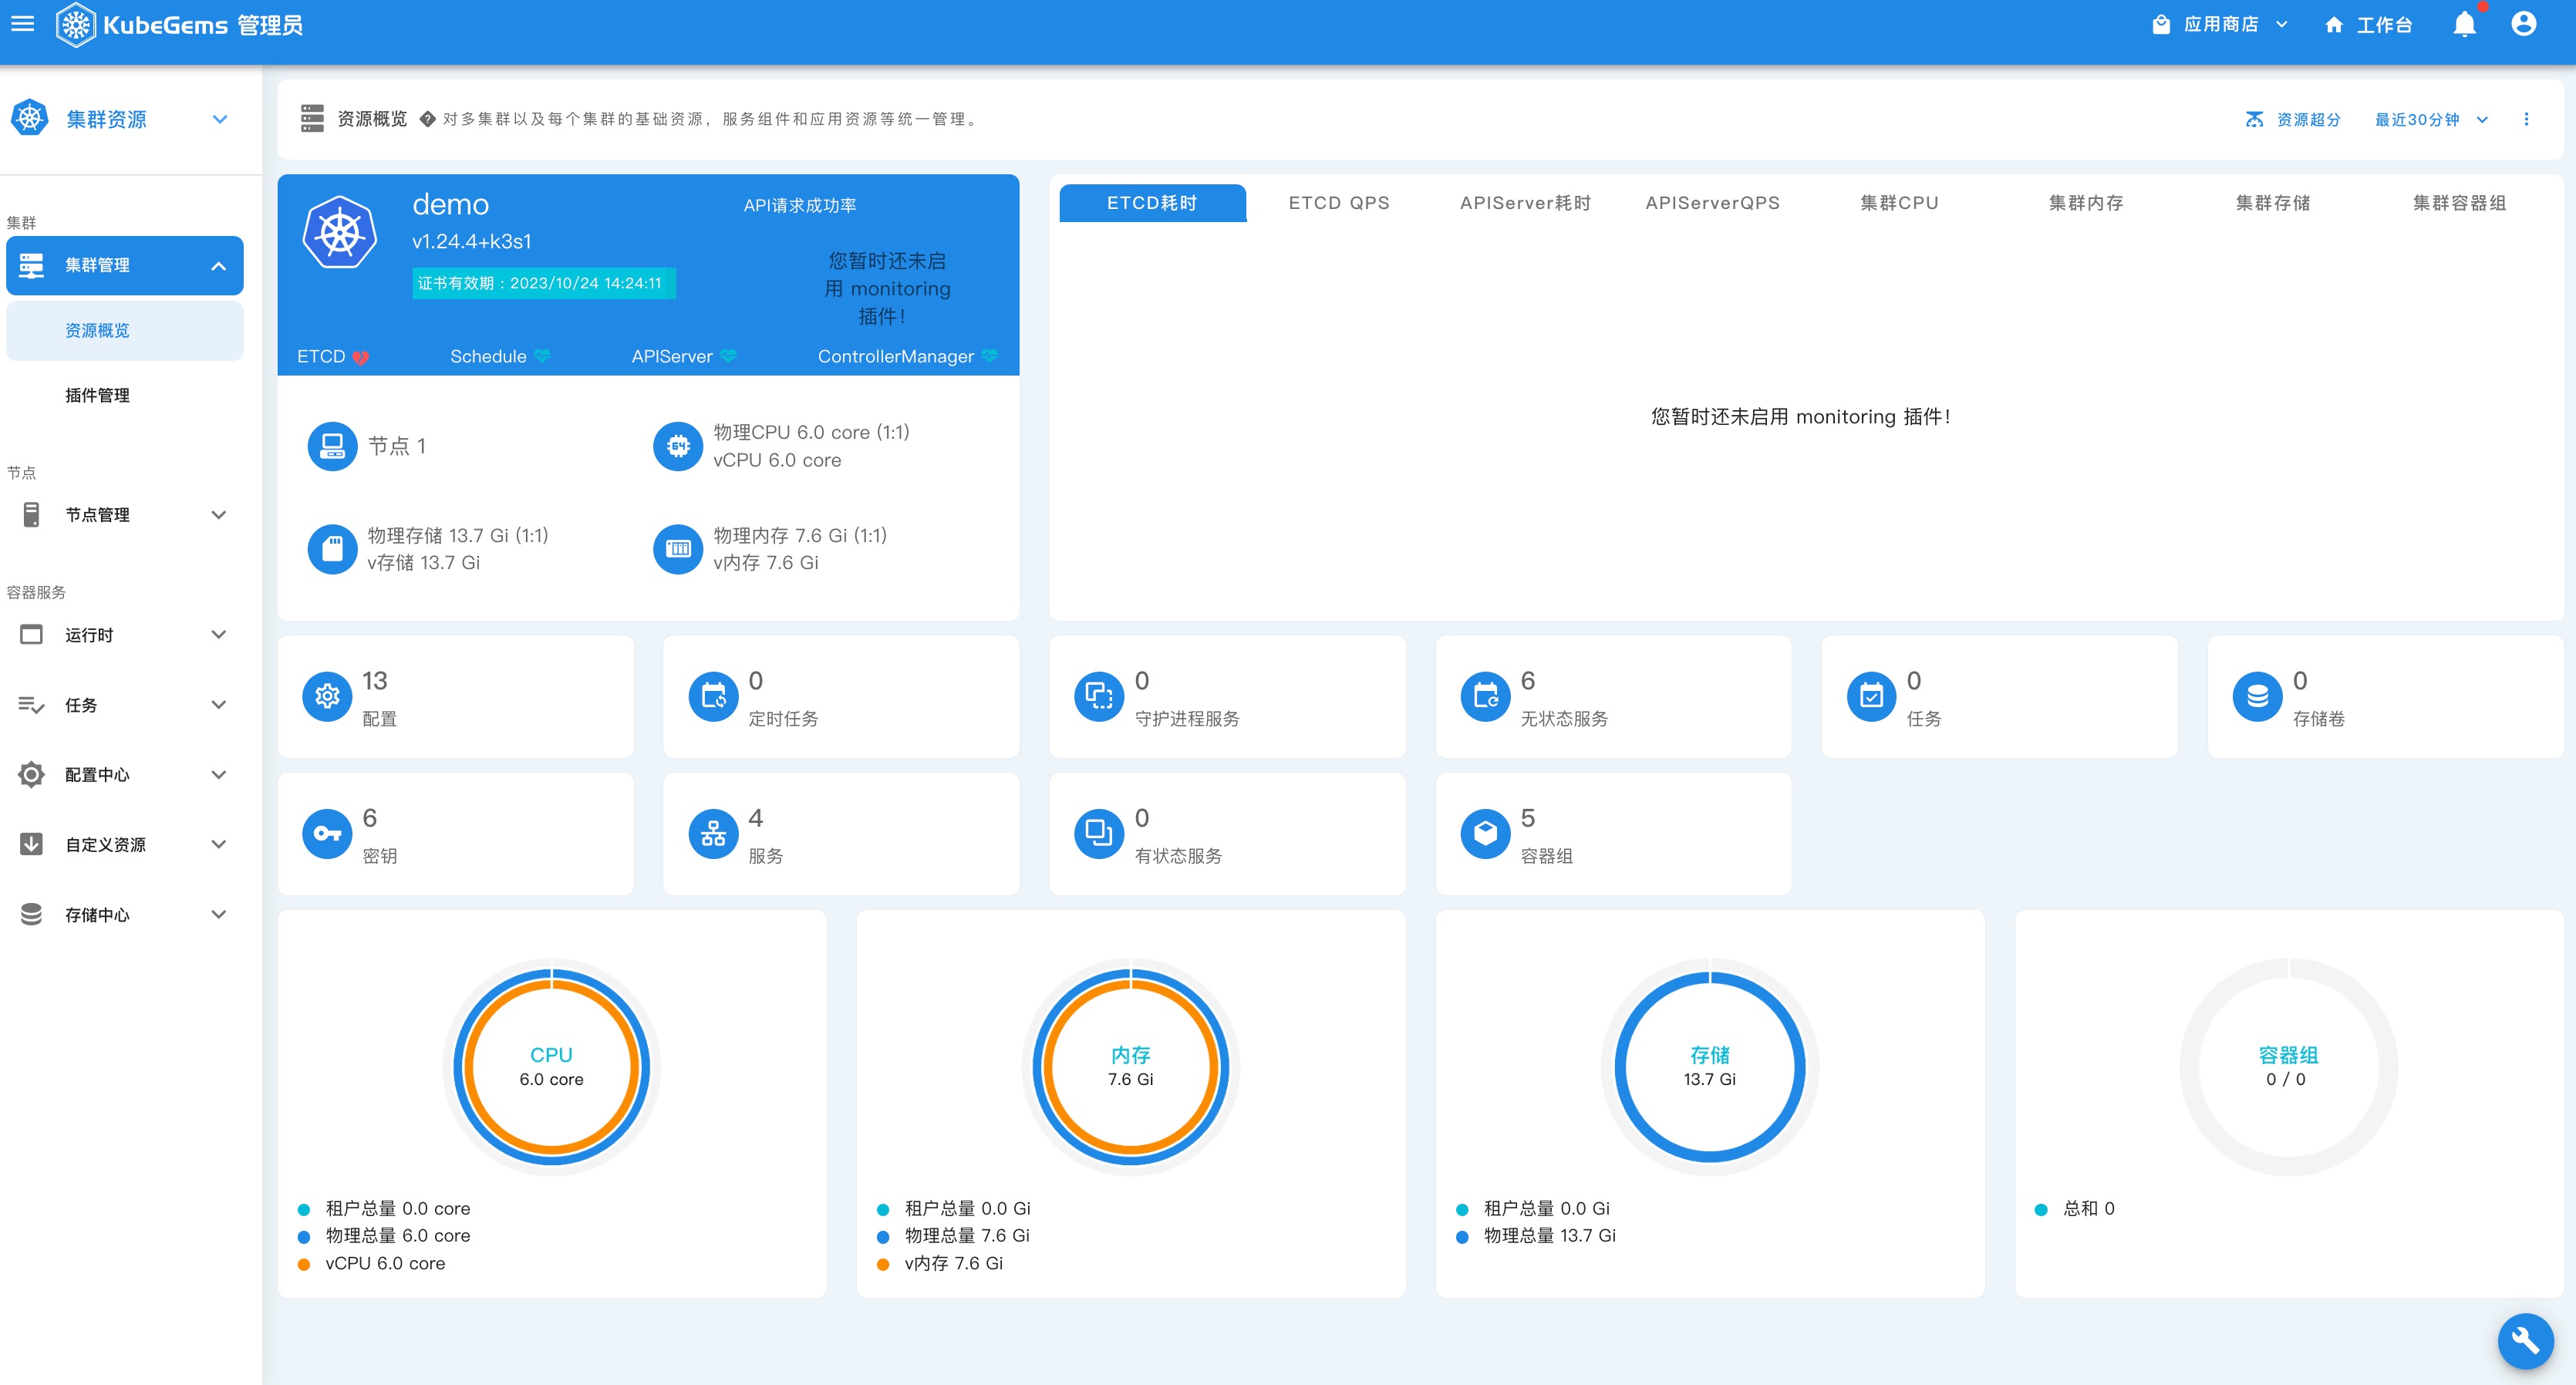 KubeGems 管理员
应用商店
工作台
集群资源
集群
集群管理
资源概览
插件管理
节点
节点管理
容器服务
运行时
任务
配置中心
自定义资源
存储中心
资源概览 对多集群以及每个集群的基础资源，服务组件和应用资源等统一管理。
资源超分
最近30分钟
demo
v1.24.4+k3s1
证书有效期：2023/10/24 14:24:11
API请求成功率
您暂时还未启
用 monitoring
插件！
ETCD
Schedule
APIServer
ControllerManager
节点 1
物理CPU 6.0 core (1:1)
vCPU 6.0 core
物理存储 13.7 Gi (1:1)
v存储 13.7 Gi
物理内存 7.6 Gi (1:1)
v内存 7.6 Gi
ETCD耗时
ETCD QPS
APIServer耗时
APIServerQPS
集群CPU
集群内存
集群存储
集群容器组
您暂时还未启用 monitoring 插件！
13
配置
0
定时任务
0
守护进程服务
6
无状态服务
0
任务
0
存储卷
6
密钥
4
服务
0
有状态服务
5
容器组
CPU
6.0 core
租户总量 0.0 core
物理总量 6.0 core
vCPU 6.0 core
内存
7.6 Gi
租户总量 0.0 Gi
物理总量 7.6 Gi
v内存 7.6 Gi
存储
13.7 Gi
租户总量 0.0 Gi
物理总量 13.7 Gi
容器组
0 / 0
总和 0